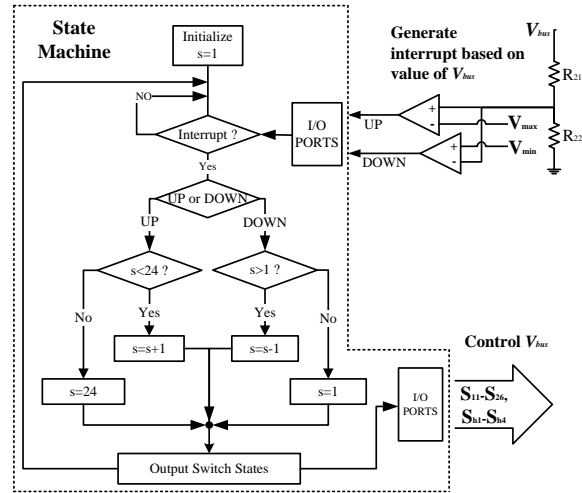 State
Machine
Initialize
s=1
NO
Interrupt ?
I/O
PORTS
Yes
UP or DOWN
UP
DOWN
s<24 ?
s>1 ?
No
Yes
Yes
No
s=s+1
s=s-1
s=24
s=1
Output Switch States
I/O
PORTS
Generate
interrupt based on
value of Vbus
Vbus
R21
R22
UP
DOWN
+
-
Vmax
+
-
Vmin
Control Vbus
S11-S26,
Sh1-Sh4